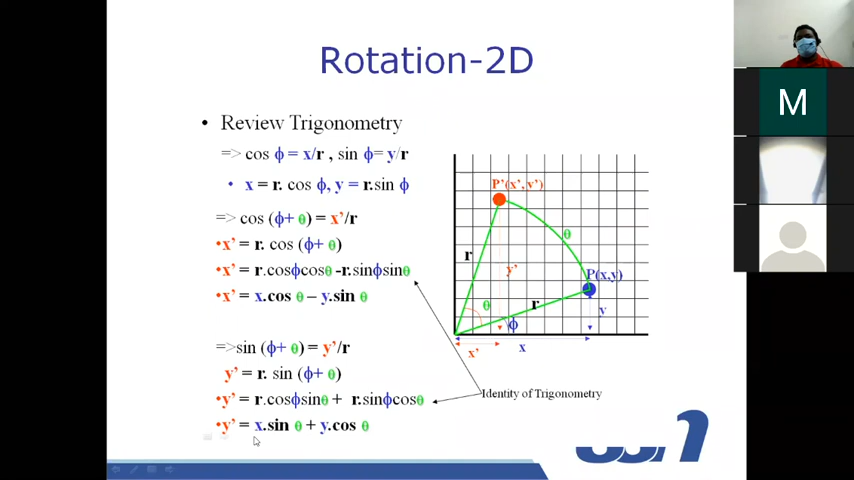 Rotation-2D
• Review Trigonometry
=> cos ϕ = x/r , sin ϕ= y/r
• x = r. cos ϕ, y = r.sin ϕ
=> cos (ϕ+ θ) = x'/r
•x' = r. cos (ϕ+ θ)
•x' = r.cosϕcosθ -r.sinϕsinθ
•x' = x.cos θ – y.sin θ
=>sin (ϕ+ θ) = y'/r
y' = r. sin (ϕ+ θ)
•y' = r.cosϕsinθ + r.sinϕcosθ
•y' = x.sin θ + y.cos θ
P'(x',y')
θ
r
y'
P(x,y)
θ
r
y
ϕ
x'
x
Identity of Trigonometry
M
ssn